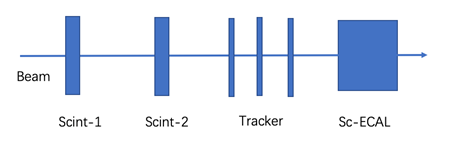 Beam
Scint-1
Scint-2
Tracker
Sc-ECAL